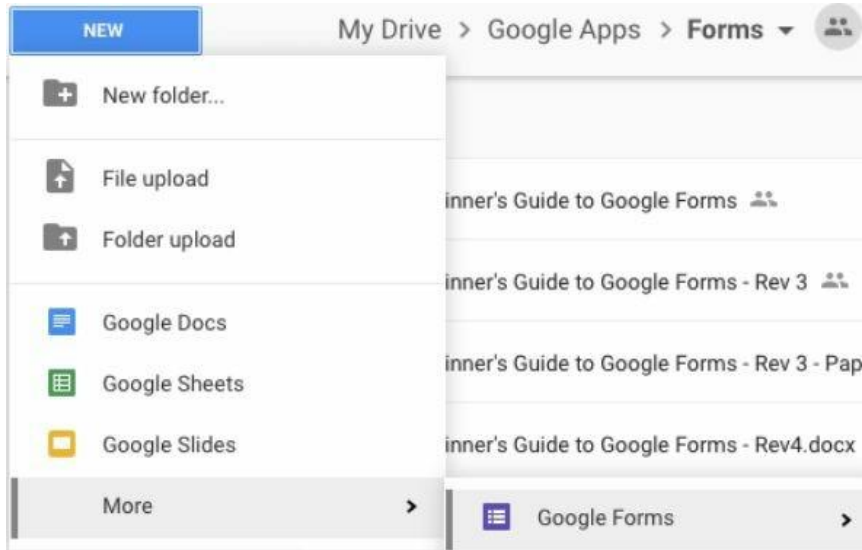 NEW
My Drive > Google Apps > Forms
New folder...
File upload
Folder upload
Google Docs
Google Sheets
Google Slides
More >
inner's Guide to Google Forms
inner's Guide to Google Forms - Rev 3
inner's Guide to Google Forms - Rev 3 - Pap
inner's Guide to Google Forms - Rev4.docx
Google Forms >